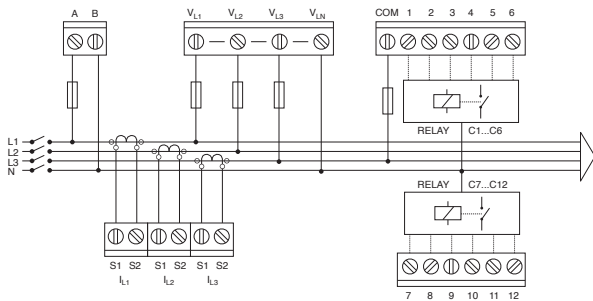 A B
VL1 VL2 VL3 VLN
COM 1 2 3 4 5 6
RELAY C1...C6
L1
L2
L3
N
RELAY C7...C12
S1 S2 S1 S2 S1 S2
IL1 IL2 IL3
7 8 9 10 11 12